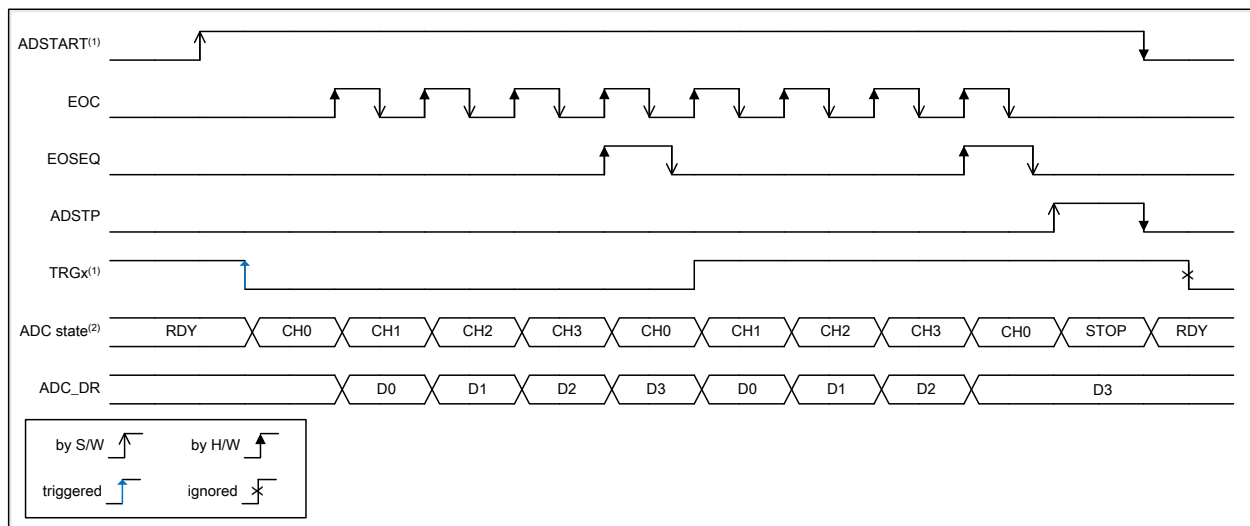 ADSTART(1)
EOC
EOSEQ
ADSTP
TRGx(1)
ADC state(2) RDY CH0 CH1 CH2 CH3 CH0 CH1 CH2 CH3 CH0 STOP RDY
ADC_DR D0 D1 D2 D3 D0 D1 D2 D3
by S/W by H/W
triggered ignored